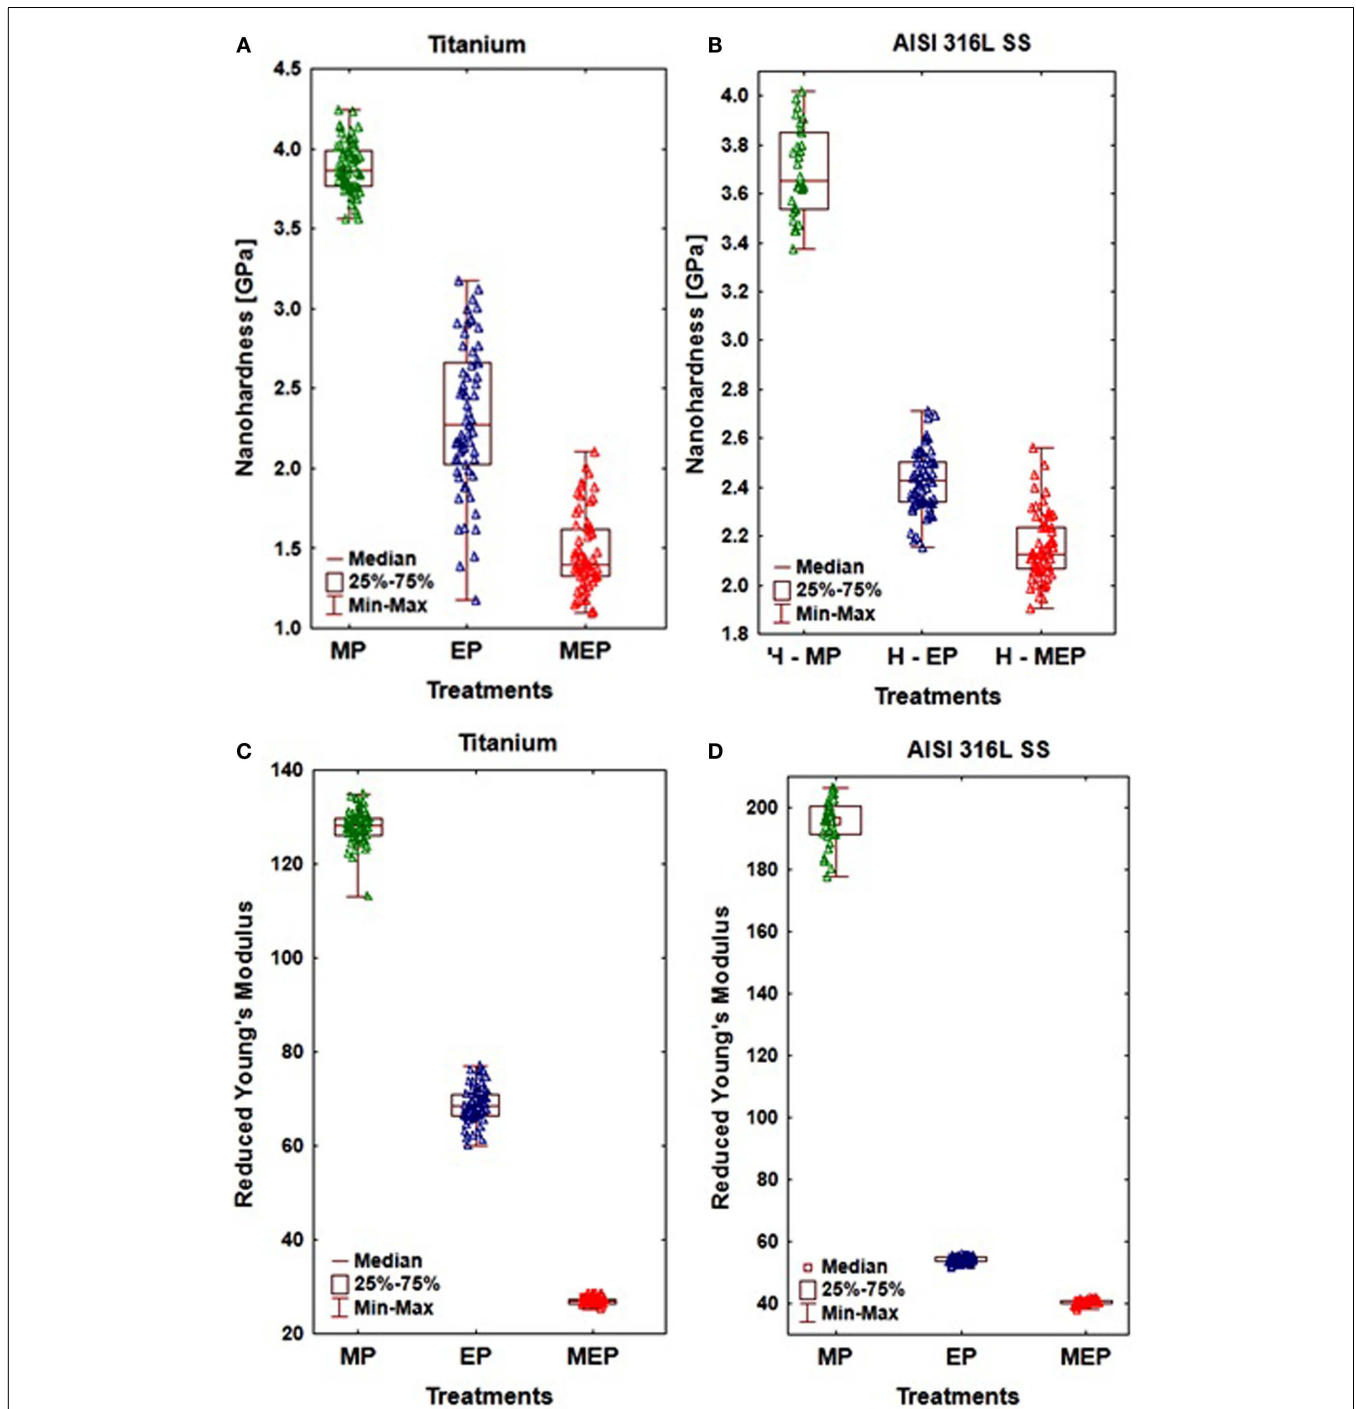 A
Titanium
4.5
4.0
3.5
3.0
2.5
2.0
1.5
1.0
Nanohardness [GPa]
Median
25%-75%
Min-Max
MP EP MEP
Treatments
B
AISI 316L SS
4.0
3.8
3.6
3.4
3.2
3.0
2.8
2.6
2.4
2.2
2.0
1.8
Nanohardness [GPa]
Median
25%-75%
Min-Max
H - MP H - EP H - MEP
Treatments
C
Titanium
140
120
100
80
60
40
20
Reduced Young's Modulus
Median
25%-75%
Min-Max
MP EP MEP
Treatments
D
AISI 316L SS
200
180
160
140
120
100
80
60
40
Reduced Young's Modulus
Median
25%-75%
Min-Max
MP EP MEP
Treatments